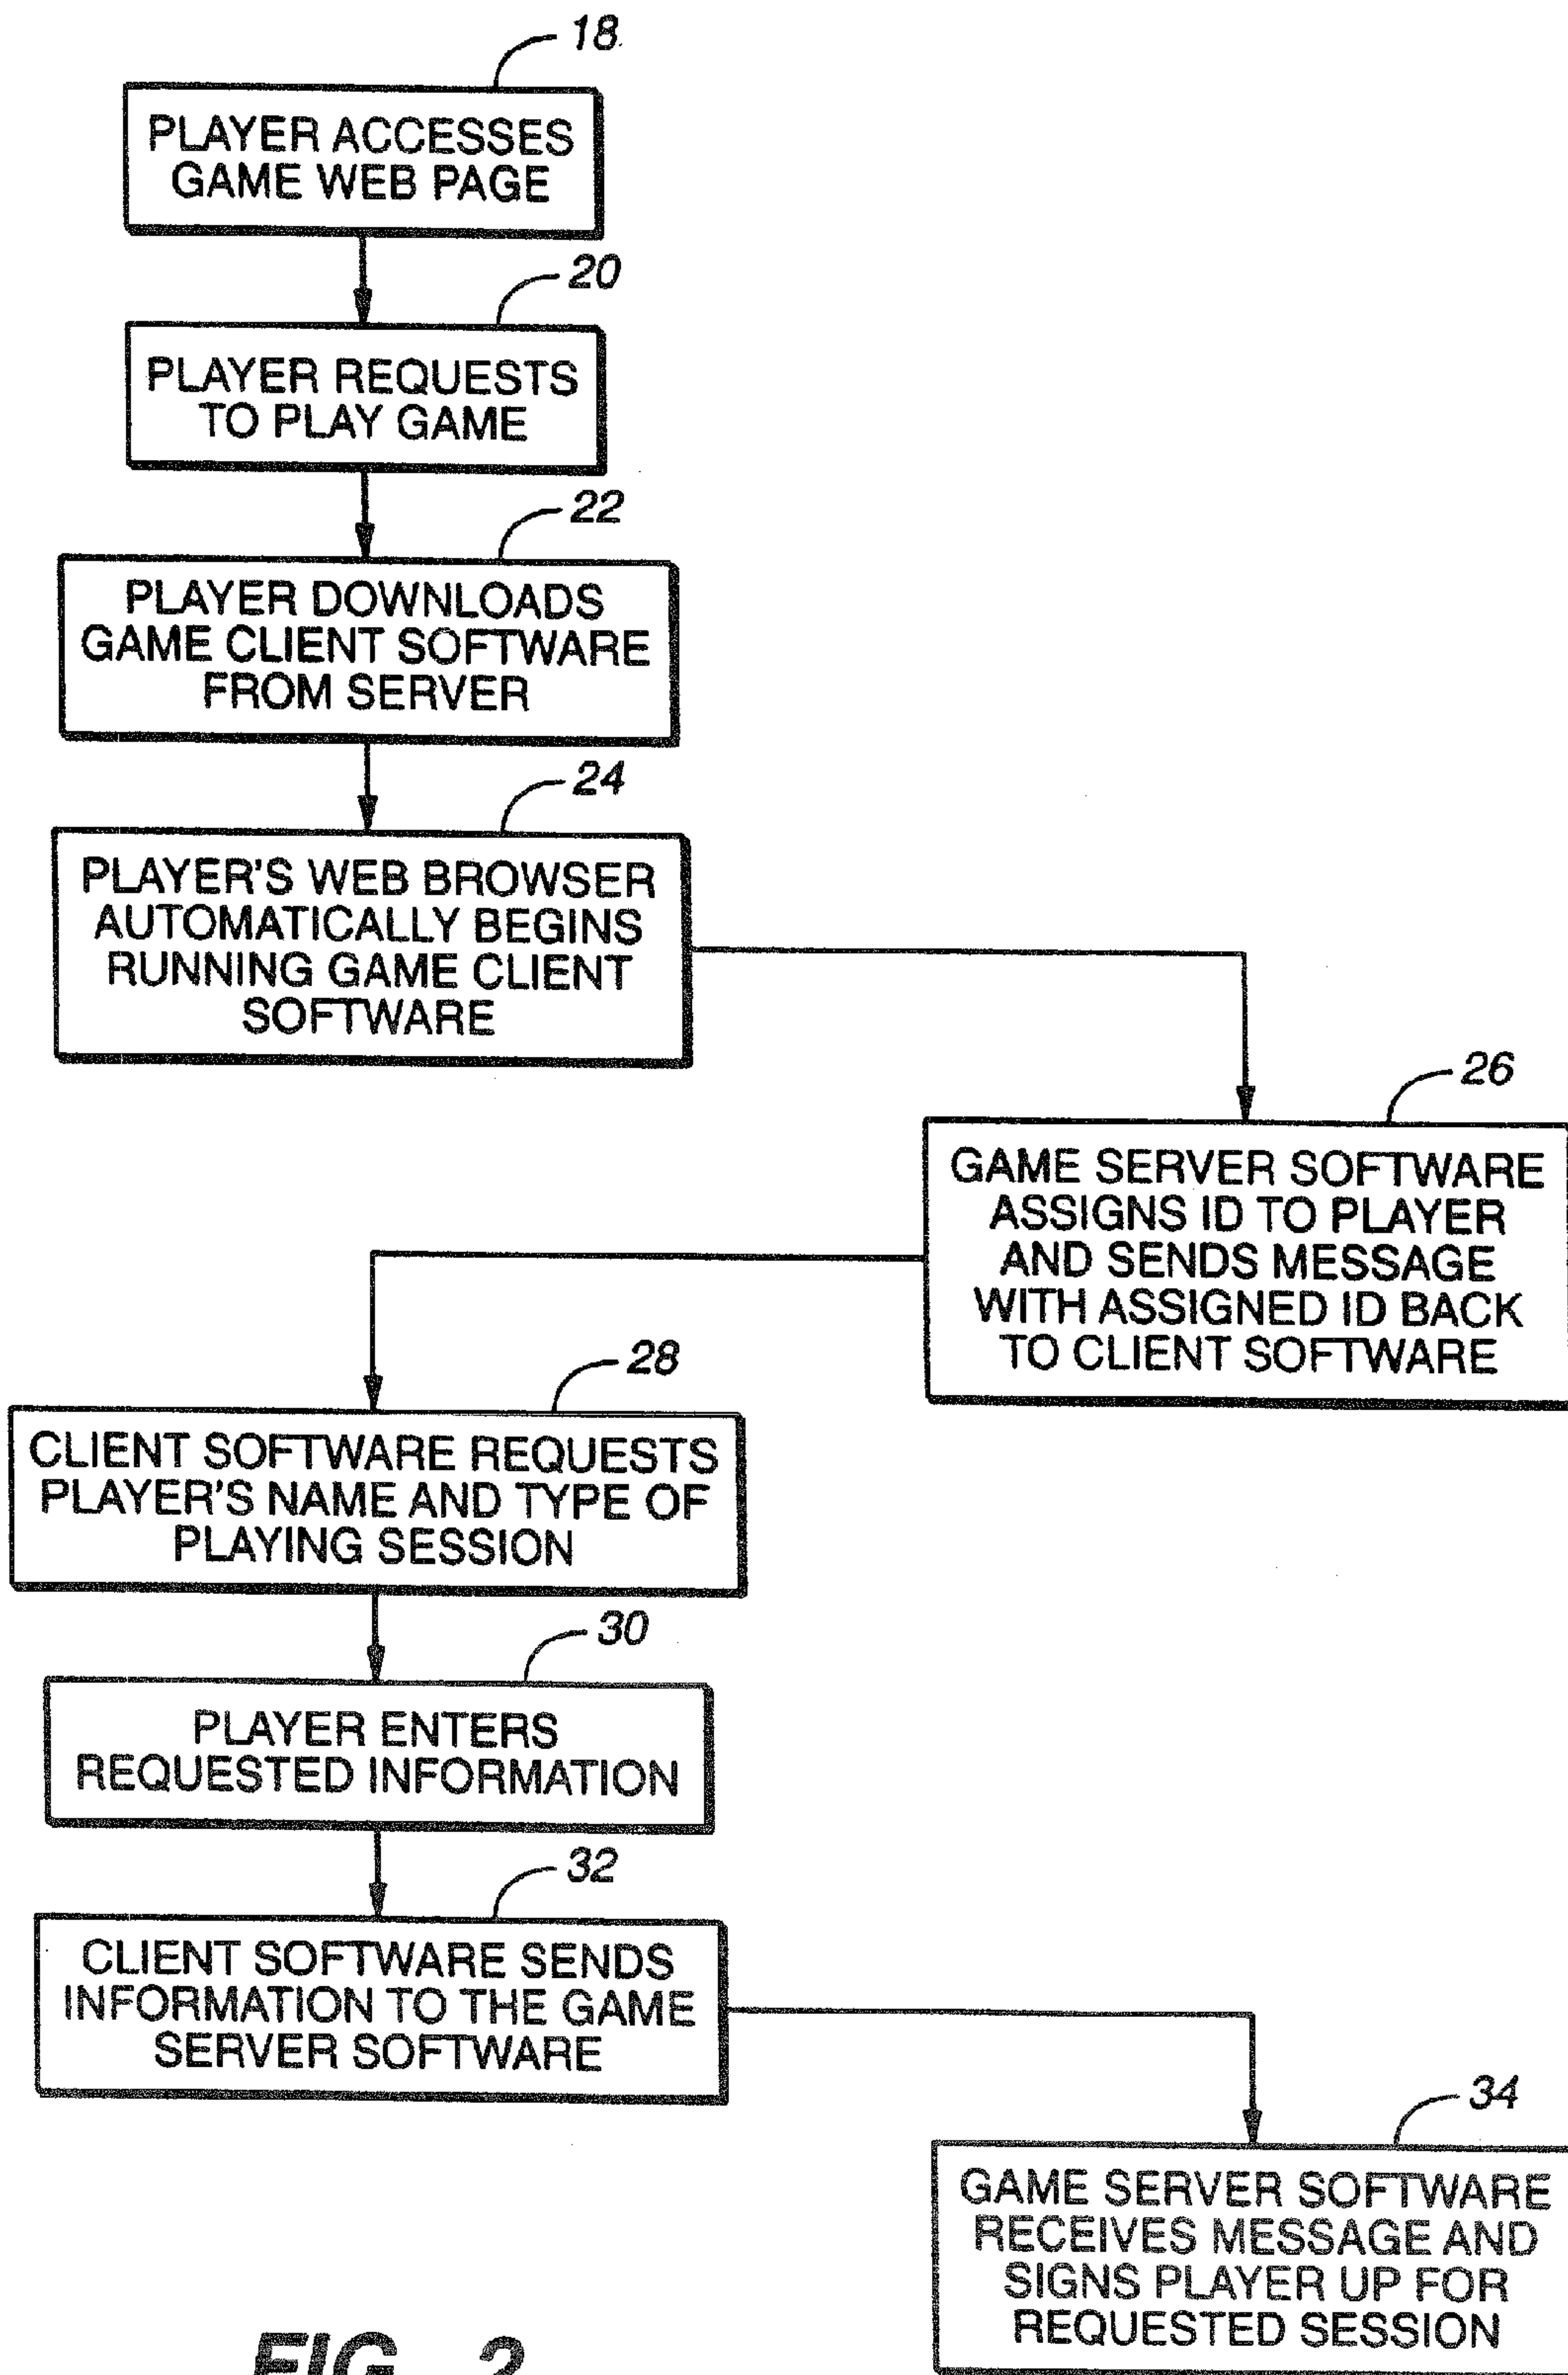 18
PLAYER ACCESSES
GAME WEB PAGE
20
PLAYER REQUESTS
TO PLAY GAME
22
PLAYER DOWNLOADS
GAME CLIENT SOFTWARE
FROM SERVER
24
PLAYER'S WEB BROWSER
AUTOMATICALLY BEGINS
RUNNING GAME CLIENT
SOFTWARE
26
GAME SERVER SOFTWARE
ASSIGNS ID TO PLAYER
AND SENDS MESSAGE
WITH ASSIGNED ID BACK
TO CLIENT SOFTWARE
28
CLIENT SOFTWARE REQUESTS
PLAYER'S NAME AND TYPE OF
PLAYING SESSION
30
PLAYER ENTERS
REQUESTED INFORMATION
32
CLIENT SOFTWARE SENDS
INFORMATION TO THE GAME
SERVER SOFTWARE
34
GAME SERVER SOFTWARE
RECEIVES MESSAGE AND
SIGNS PLAYER UP FOR
REQUESTED SESSION
FIG. 2